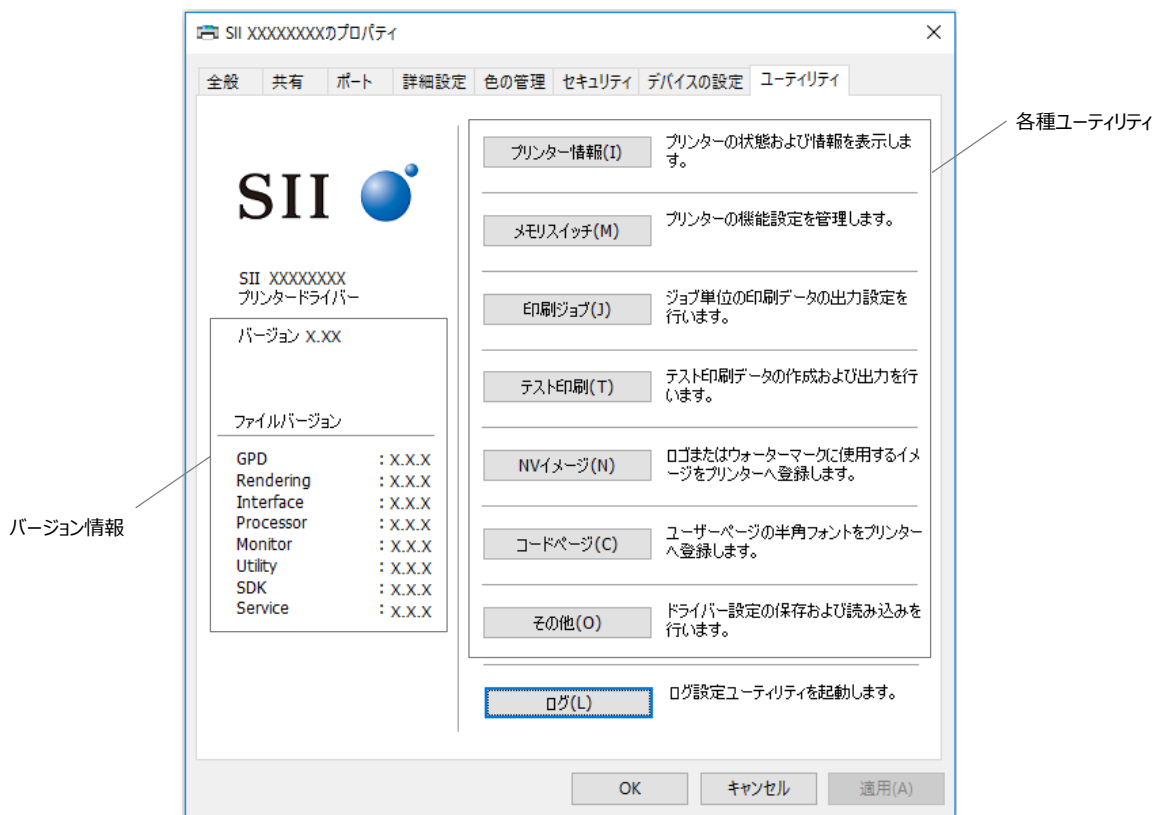 SII XXXXXXXXのプロパティ
全般 共有 ポート 詳細設定 色の管理 セキュリティ デバイスの設定 ユーティリティ
各種ユーティリティ
SII
SII XXXXXXXX
プリンタードライバー
バージョン X.XX
ファイルバージョン
GPD : X.X.X
Rendering : X.X.X
Interface : X.X.X
Processor : X.X.X
Monitor : X.X.X
Utility : X.X.X
SDK : X.X.X
Service : X.X.X
バージョン情報
プリンター情報(I)
プリンターの状態および情報を表示しま
す。
メモリスイッチ(M)
プリンターの機能設定を管理します。
印刷ジョブ(J)
ジョブ単位の印刷データの出力設定を
行います。
テスト印刷(T)
テスト印刷データの作成および出力を行
います。
NVイメージ(N)
ロゴまたはウォーターマークに使用するイメ
ージをプリンターへ登録します。
コードページ(C)
ユーザーページの半角フォントをプリンター
へ登録します。
その他(O)
ドライバー設定の保存および読み込みを
行います。
ログ(L)
ログ設定ユーティリティを起動します。
OK キャンセル 適用(A)